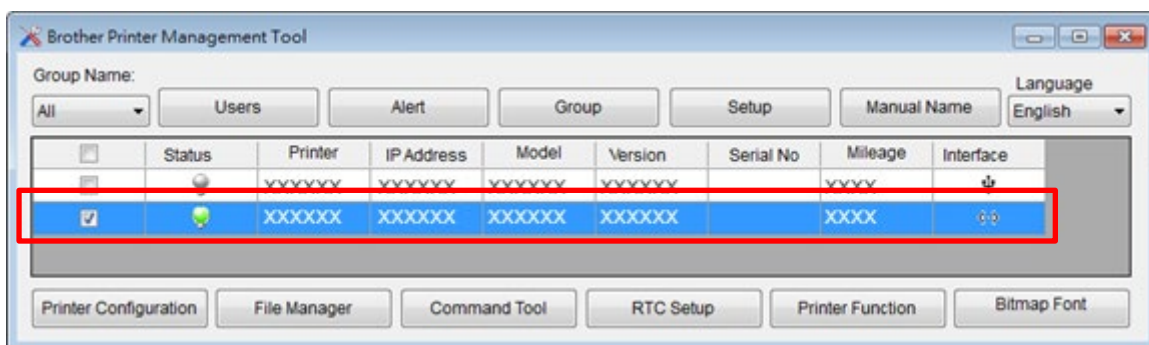 Brother Printer Management Tool
Group Name:
Language
All Users Alert Group Setup Manual Name English
Status Printer IP Address Model Version Serial No Mileage Interface
XXXXXX XXXXXX XXXXXX XXXXXX XXXX
XXXXXX XXXXXX XXXXXX XXXXXX XXXX
Printer Configuration File Manager Command Tool RTC Setup Printer Function Bitmap Font